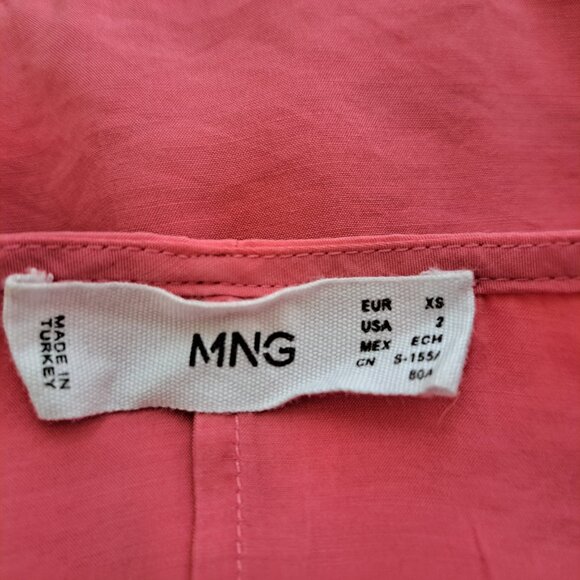 MADE IN
TURKEY
MNG
EUR XS
USA 2
MEX ECH
CN S-155/
80A